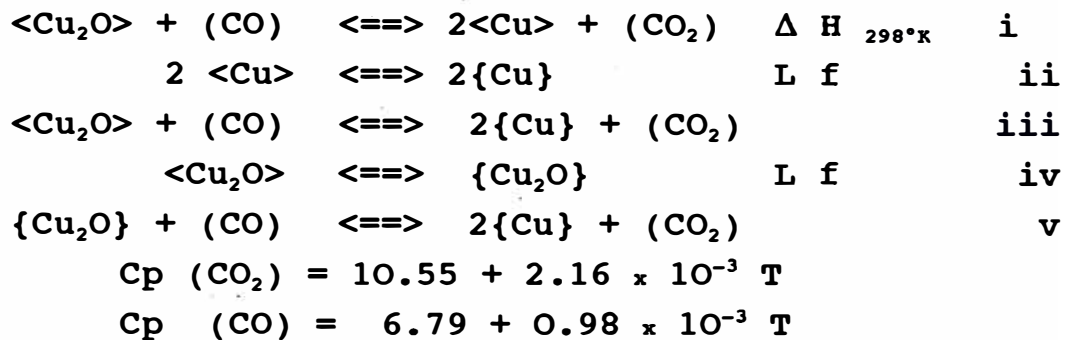 <Cu₂O> + (CO) <==> 2<Cu> + (CO₂) Δ H 298°K i
2 <Cu> <==> 2{Cu} L f ii
<Cu₂O> + (CO) <==> 2{Cu} + (CO₂) iii
<Cu₂O> <==> {Cu₂O} L f iv
{Cu₂O} + (CO) <==> 2{Cu} + (CO₂) v
Cp (CO₂) = 10.55 + 2.16 x 10⁻³ T
Cp (CO) = 6.79 + 0.98 x 10⁻³ T